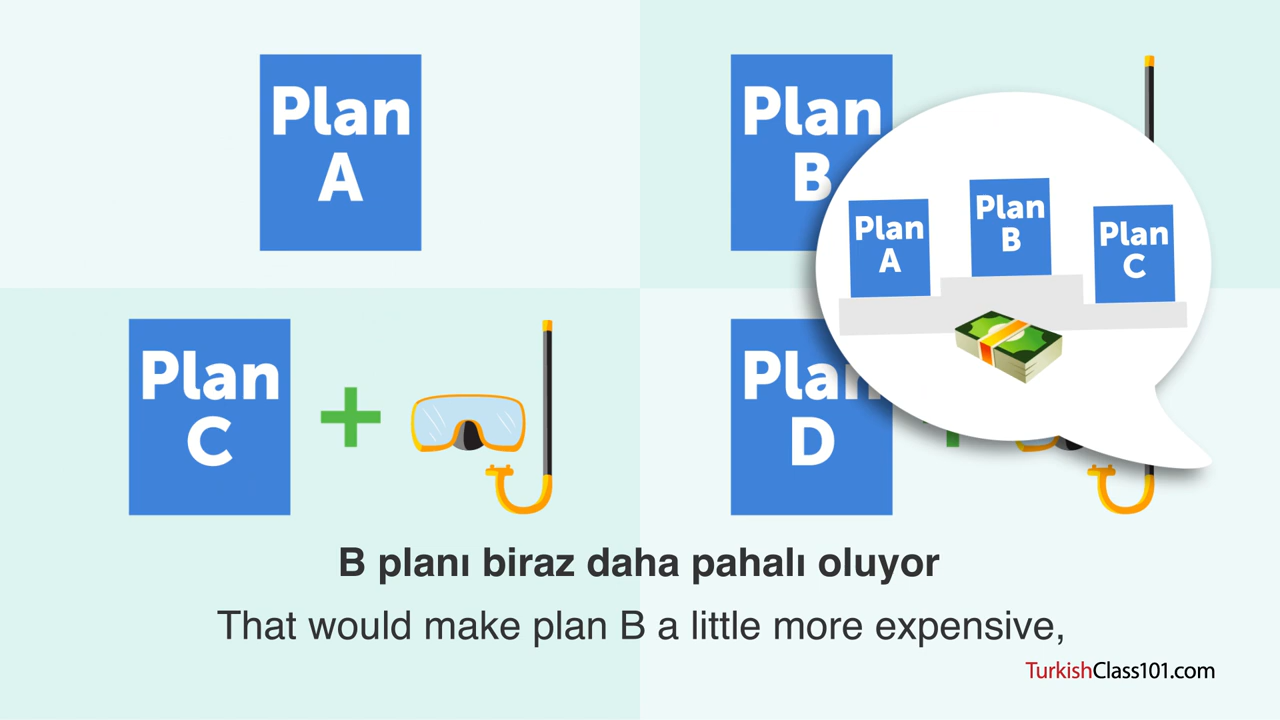 Plan
A
Plan
B
Plan
A
Plan
B
Plan
C
Plan
C
Plan
D
B planı biraz daha pahalı oluyor
That would make plan B a little more expensive,
TurkishClass101.com